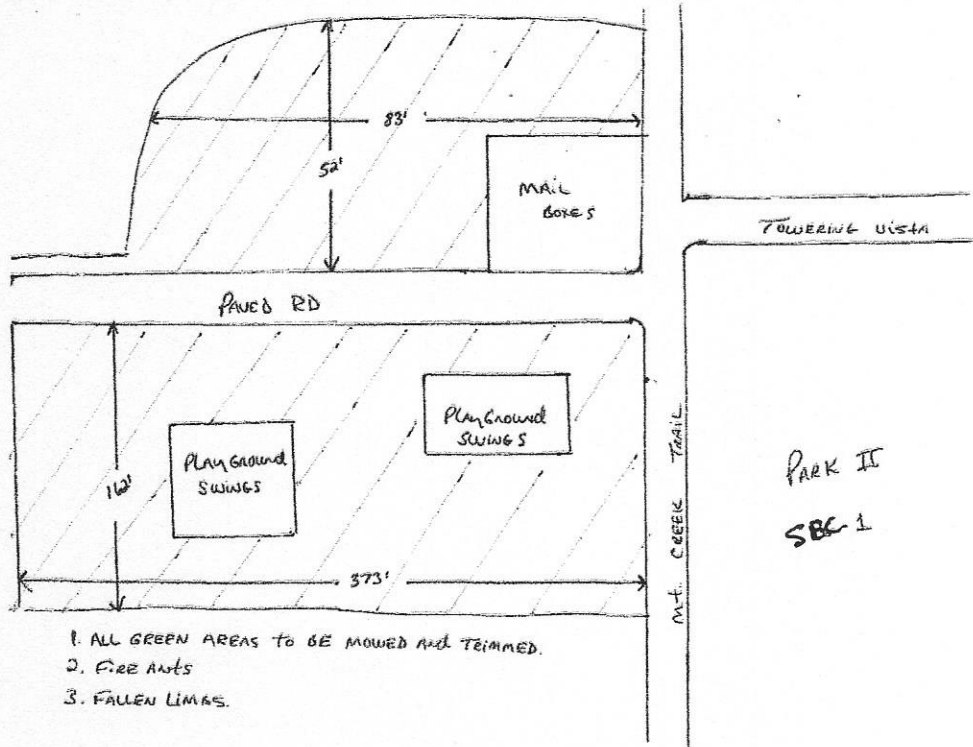 83'
52'
MAIL
BOXES
TOWERING VISTA
PAVED RD
PLAYGROUND
SWINGS
PLAYGROUND
SWINGS
162'
373'
MT. CREEK TRAIL
PARK II
SBC-1
1. ALL GREEN AREAS TO BE MOWED AND TRIMMED.
2. FIRE ANTS
3. FALLEN LIMBS.